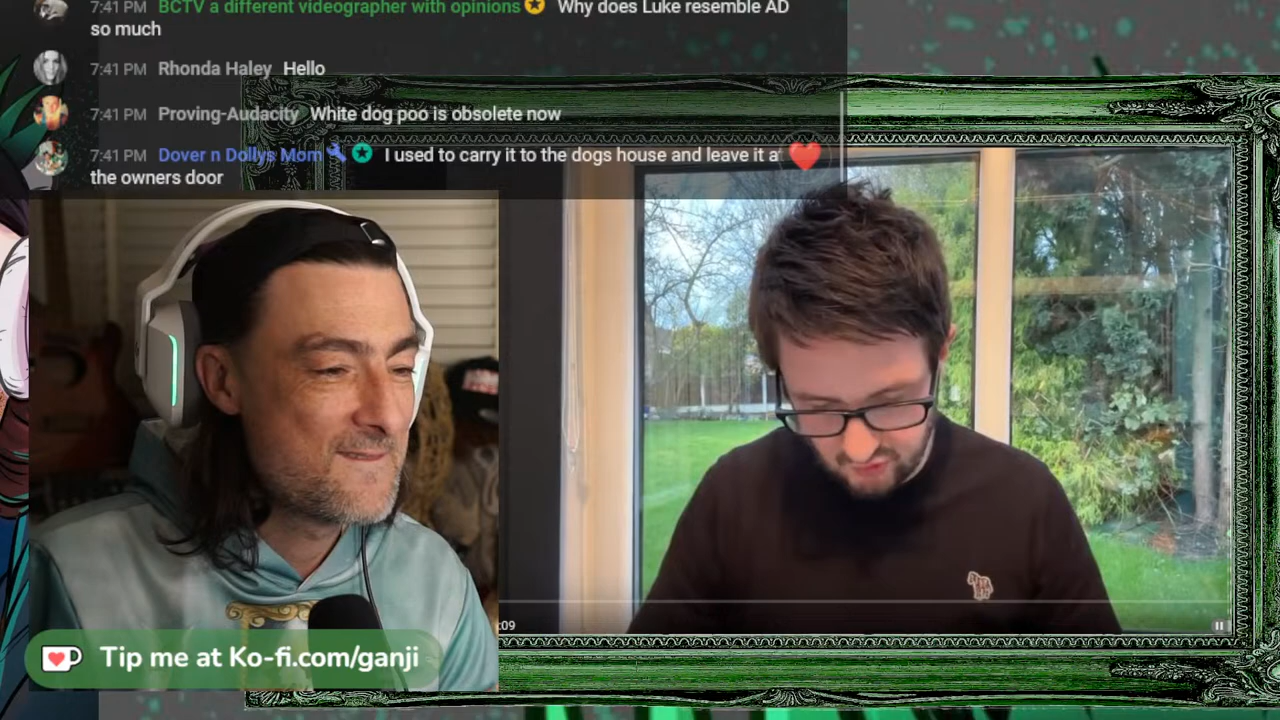 7:41 PM BCTV a different videographer with opinions Why does Luke resemble AD
so much
7:41 PM Rhonda Haley Hello
7:41 PM Proving-Audacity White dog poo is obsolete now
7:41 PM Dover n Dollys Mom I used to carry it to the dogs house and leave it at
the owners door
:09
Tip me at Ko-fi.com/ganji